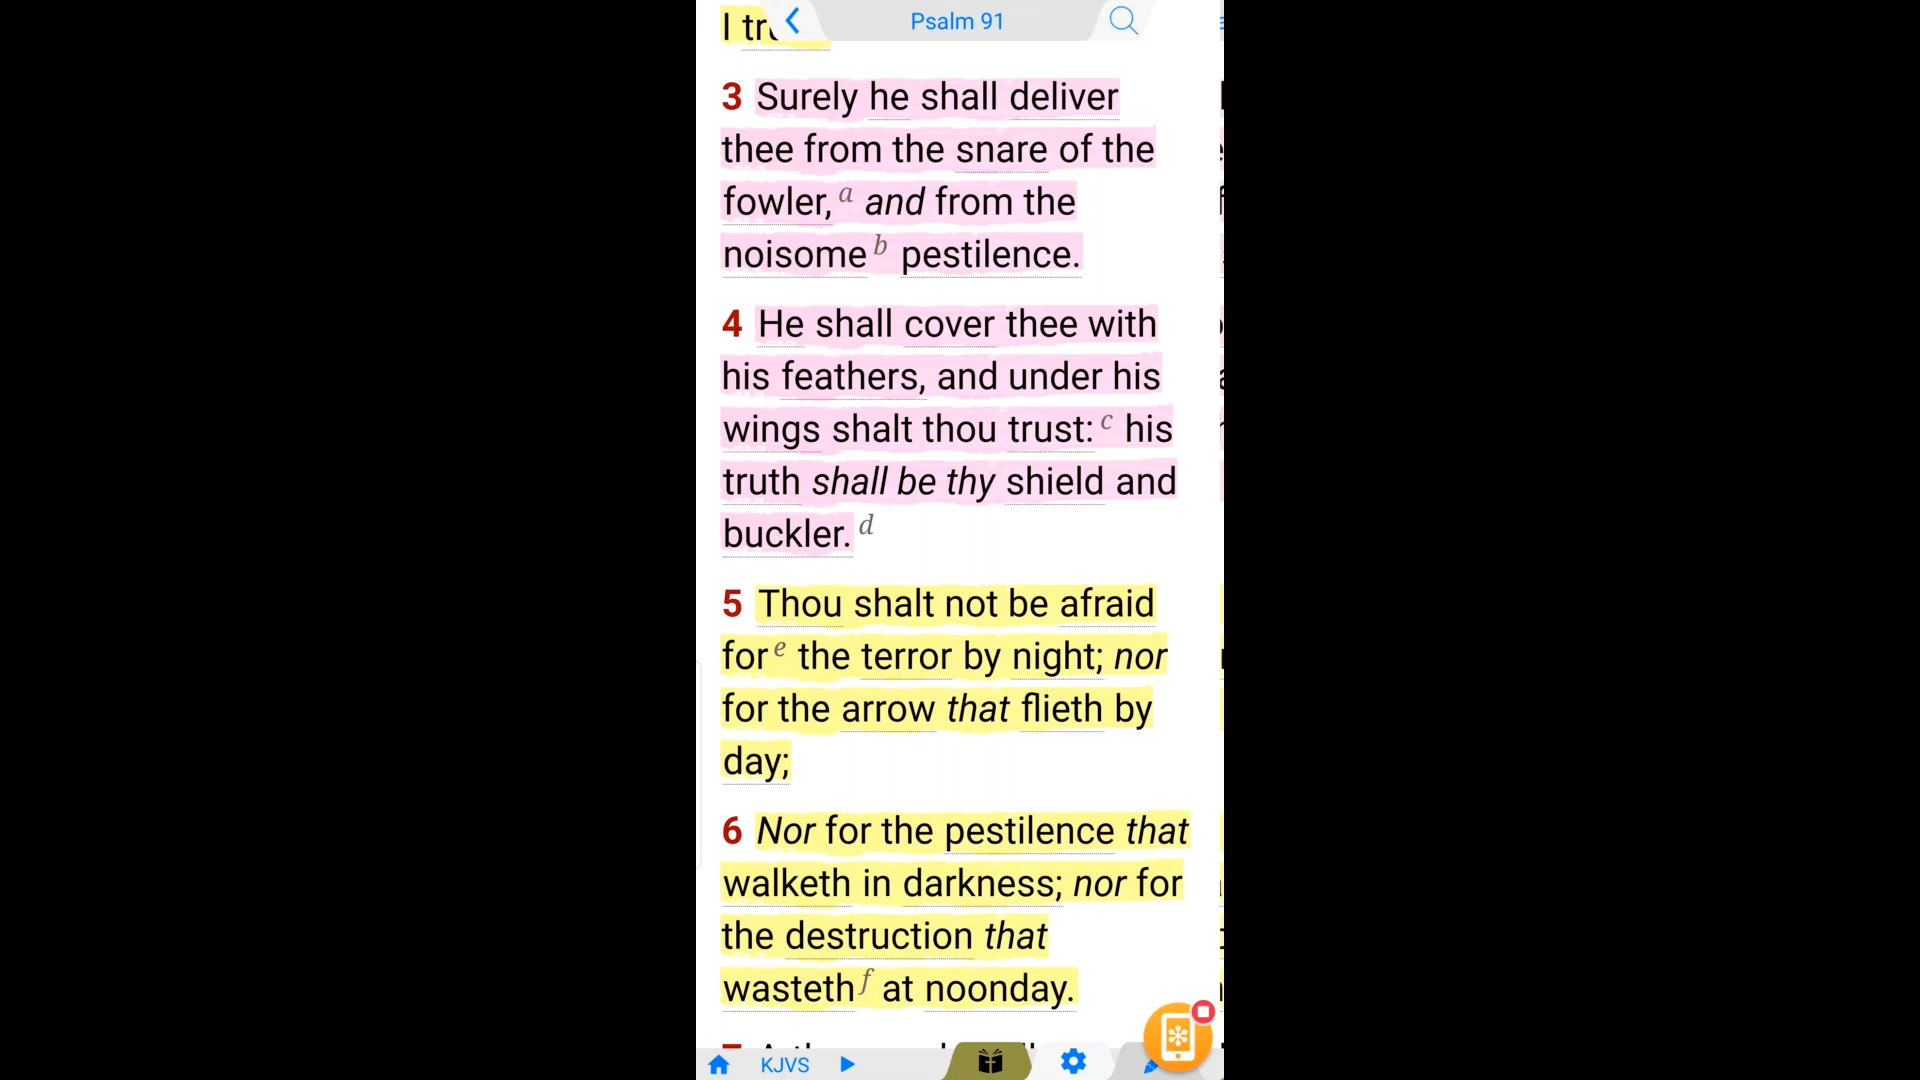 Psalm 91
I
3 Surely he shall deliver
thee from the snare of the
fowler, a and from the
noisome b pestilence.
4 He shall cover thee with
his feathers, and under his
wings shalt thou trust: c his
truth shall be thy shield and
buckler. d
5 Thou shalt not be afraid
for e the terror by night; nor
for the arrow that flieth by
day;
6 Nor for the pestilence that
walketh in darkness; nor for
the destruction that
wasteth f at noonday.
KJVS